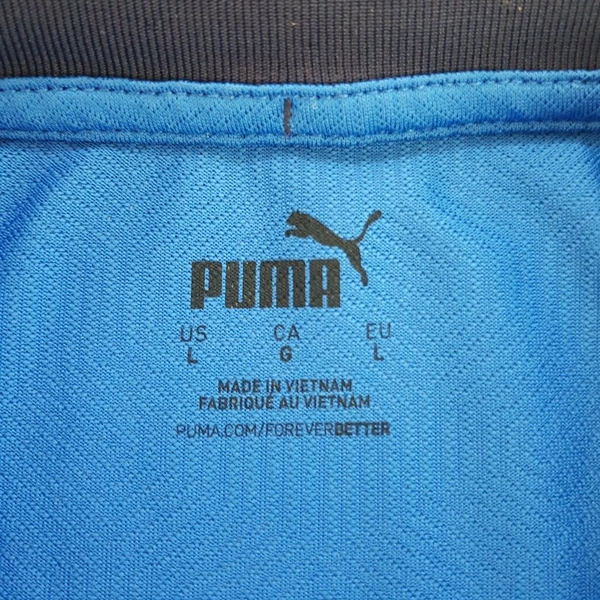 PUMA
US CA EU
L G L
MADE IN VIETNAM
FABRIQUÉ AU VIETNAM
PUMA.COM/FOREVERBETTER